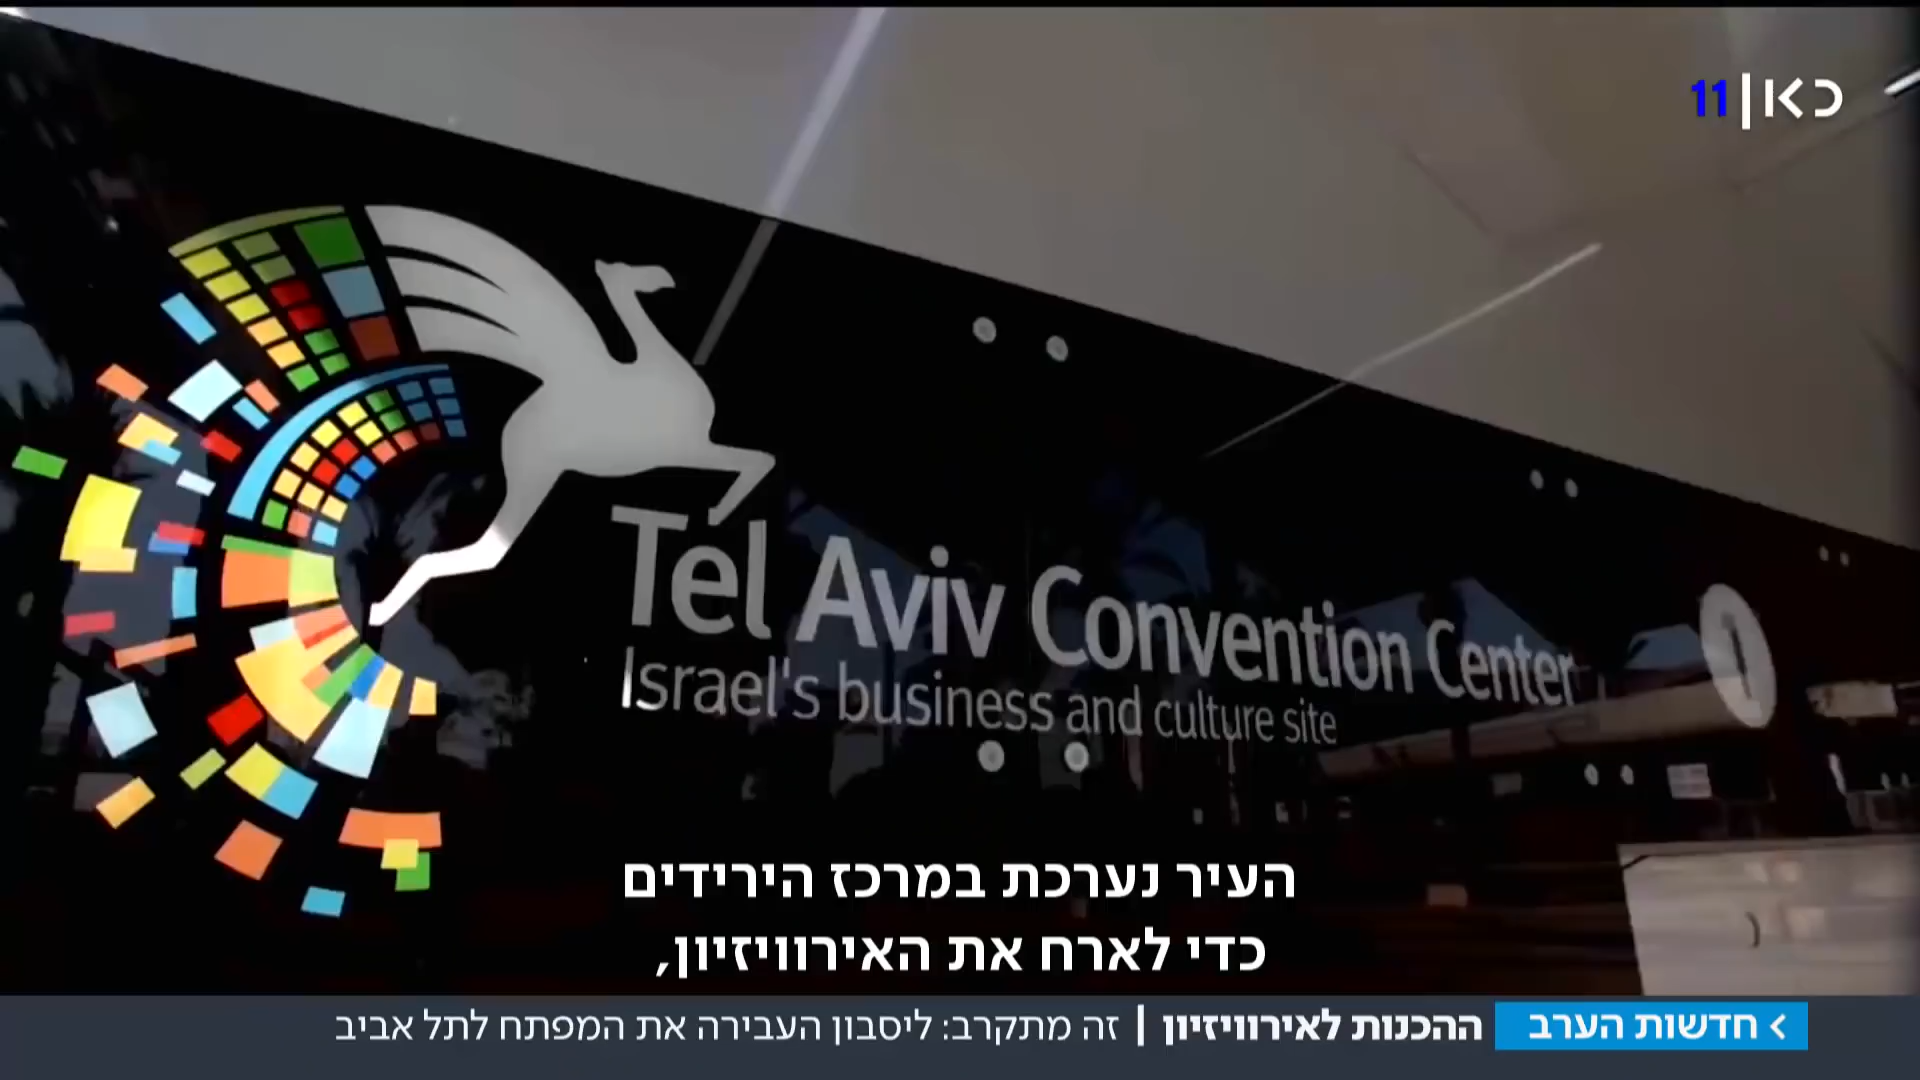 כאן 11
Tel Aviv Convention Center
Israel's business and culture site
1
העיר נערכת במרכז הירידים
כדי לארח את האירוויזיון,
חדשות הערב ההכנות לאירוויזיון | זה מתקרב: ליסבון העבירה את המפתח לתל אביב